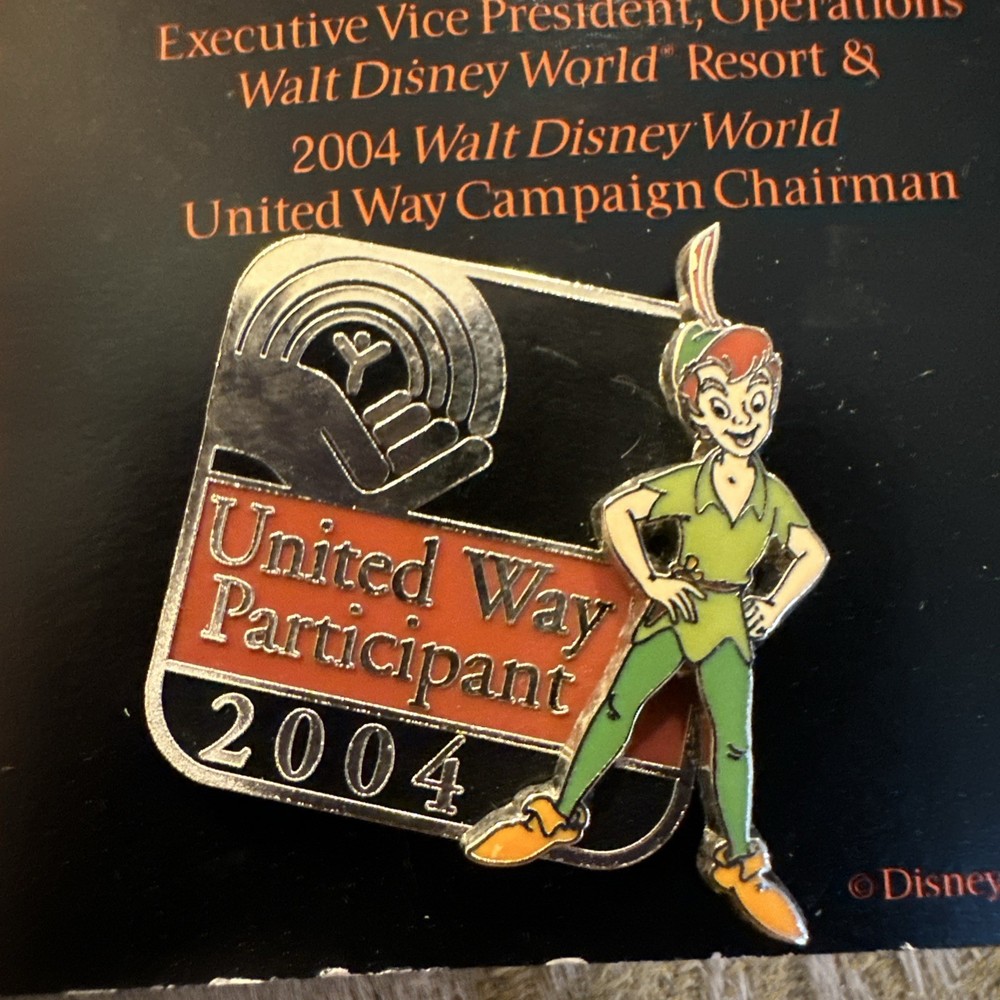 Executive Vice President, Operations
Walt Disney World® Resort &
2004 Walt Disney World
United Way Campaign Chairman
United Way
Participant
2004
© Disney